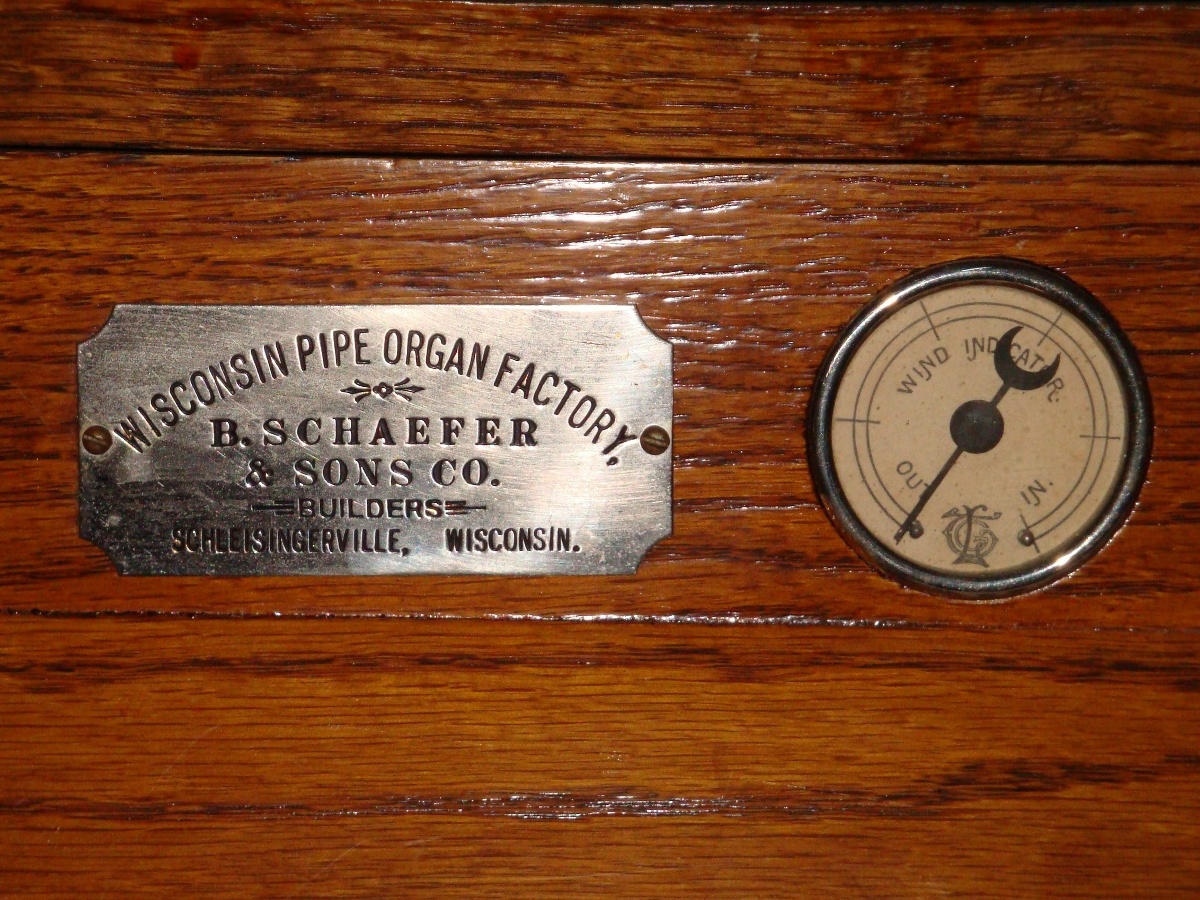 WISCONSIN PIPE ORGAN FACTORY,
B. SCHAEFER
& SONS CO.
BUILDERS
SCHLEISINGERVILLE, WISCONSIN.
WIND INDICATOR.
OUT
IN.